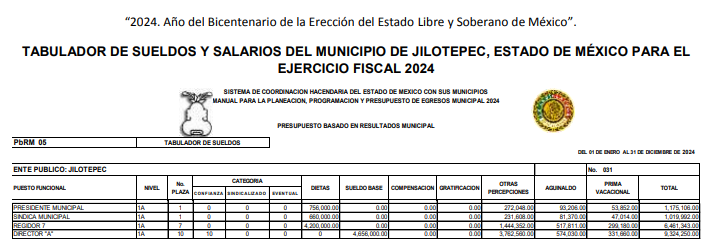 “2024. Año del Bicentenario de la Erección del Estado Libre y Soberano de México”.
TABULADOR DE SUELDOS Y SALARIOS DEL MUNICIPIO DE JILOTEPEC, ESTADO DE MÉXICO PARA EL
EJERCICIO FISCAL 2024
SISTEMA DE COORDINACION HACENDARIA DEL ESTADO DE MEXICO CON SUS MUNICIPIOS
MANUAL PARA LA PLANEACION, PROGRAMACION Y PRESUPUESTO DE EGRESOS MUNICIPAL 2024
PRESUPUESTO BASADO EN RESULTADOS MUNICIPAL
PbRM 05 TABULADOR DE SUELDOS
DEL 01 DE ENERO AL 31 DE DICIEMBRE DE 2024
ENTE PUBLICO: JILOTEPEC No. 031
PUESTO FUNCIONAL NIVEL No. PLAZA CATEGORIA CONFIANZA SINDICALIZADO EVENTUAL DIETAS SUELDO BASE COMPENSACION GRATIFICACION OTRAS PERCEPCIONES AGUINALDO PRIMA VACACIONAL TOTAL
PRESIDENTE MUNICIPAL 1A 1 0 0 0 756,000.00 0.00 0.00 0.00 272,048.00 93,206.00 53,852.00 1,175,106.00
SINDICA MUNICIPAL 1A 1 0 0 0 660,000.00 0.00 0.00 0.00 231,608.00 81,370.00 47,014.00 1,019,992.00
REGIDOR 7 1A 7 0 0 0 4,200,000.00 0.00 0.00 0.00 1,444,352.00 517,811.00 299,180.00 6,461,343.00
DIRECTOR "A" 1A 10 10 0 0 0 4,656,000.00 0.00 0.00 3,762,560.00 574,030.00 331,660.00 9,324,250.00